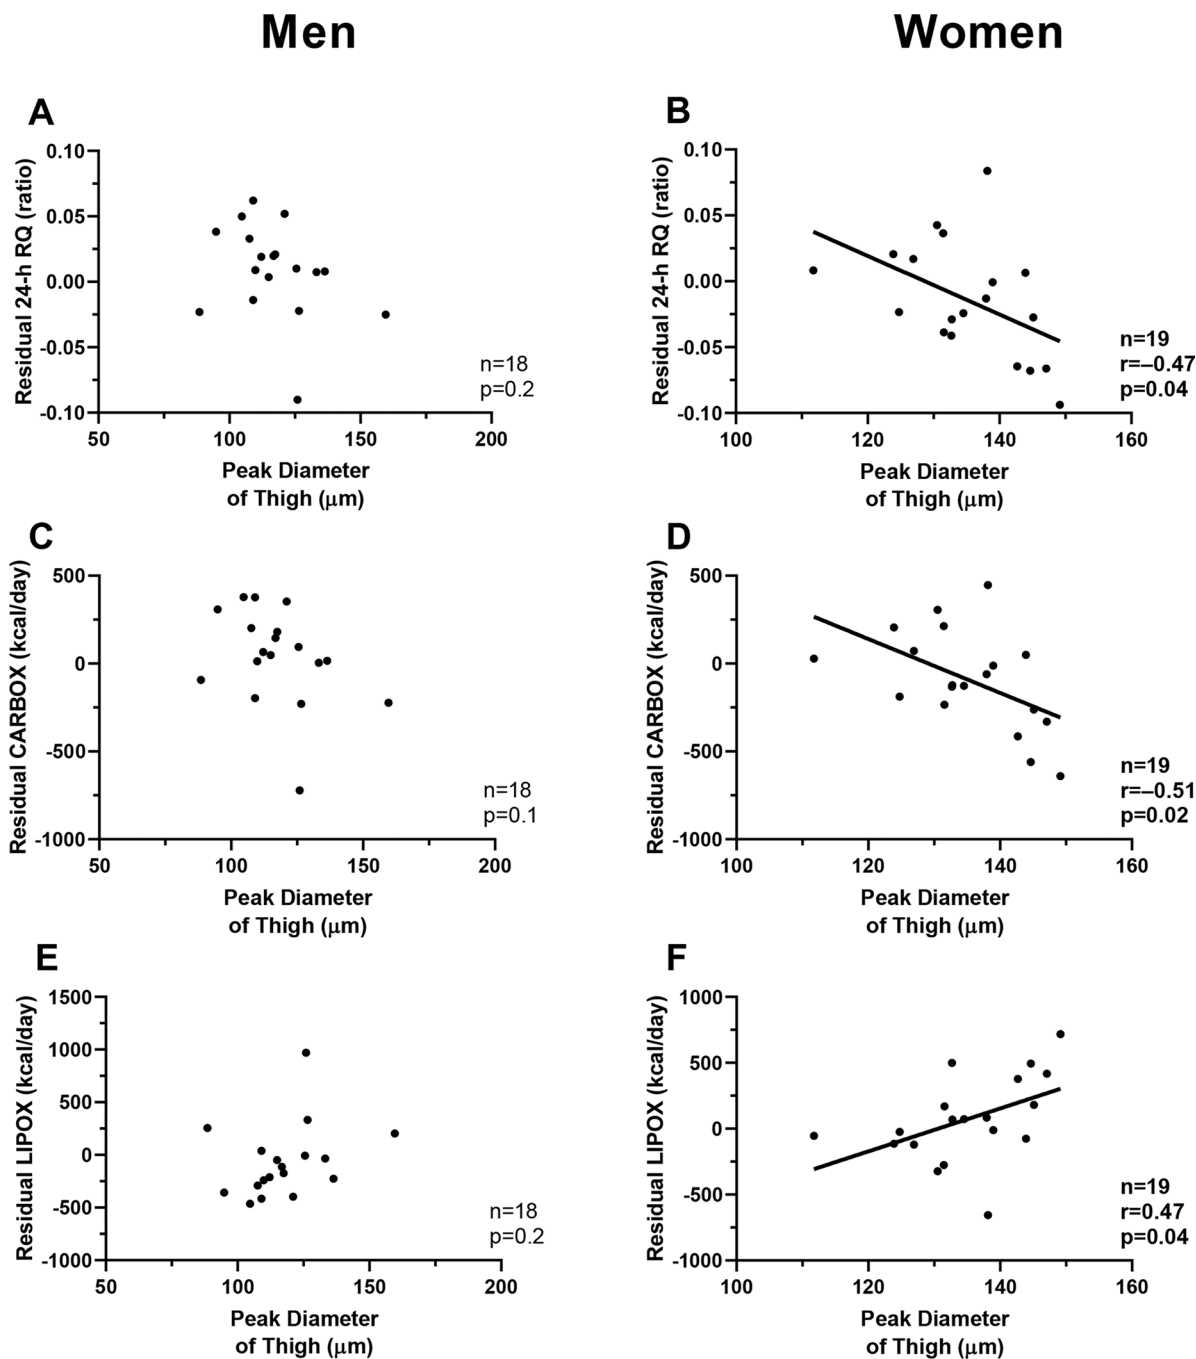 Men
Women
A
Residual 24-h RQ (ratio)
0.10
0.05
0.00
-0.05
-0.10
50
100
150
200
Peak Diameter
of Thigh (μm)
n=18
p=0.2
B
Residual 24-h RQ (ratio)
0.10
0.05
0.00
-0.05
-0.10
100
120
140
160
Peak Diameter
of Thigh (μm)
n=19
r=–0.47
p=0.04
C
Residual CARBOX (kcal/day)
500
0
-500
-1000
50
100
150
200
Peak Diameter
of Thigh (μm)
n=18
p=0.1
D
Residual CARBOX (kcal/day)
500
0
-500
-1000
100
120
140
160
Peak Diameter
of Thigh (μm)
n=19
r=–0.51
p=0.02
E
Residual LIPOX (kcal/day)
1500
1000
500
0
-500
-1000
50
100
150
200
Peak Diameter
of Thigh (μm)
n=18
p=0.2
F
Residual LIPOX (kcal/day)
1000
500
0
-500
-1000
100
120
140
160
Peak Diameter
of Thigh (μm)
n=19
r=0.47
p=0.04